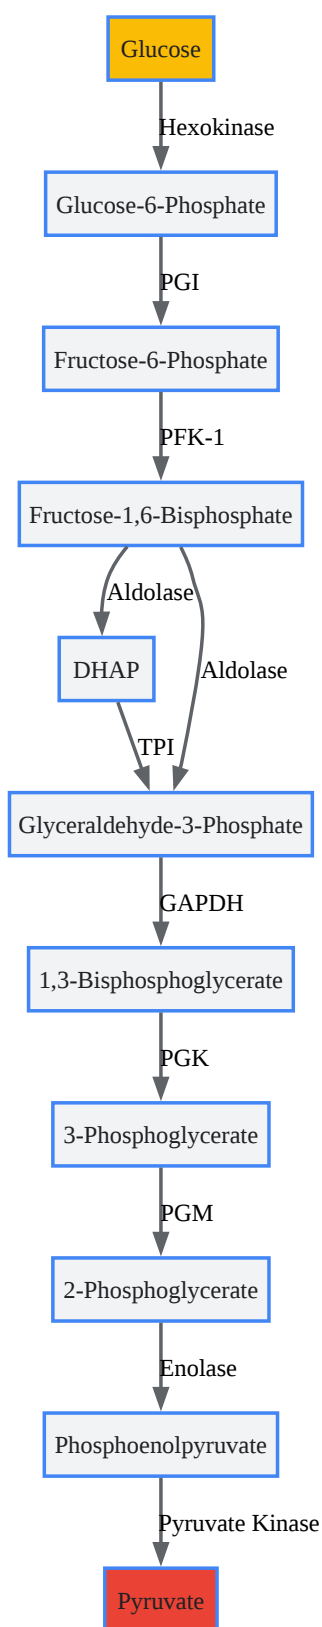 Glucose
Hexokinase
Glucose-6-Phosphate
PGI
Fructose-6-Phosphate
PFK-1
Fructose-1,6-Bisphosphate
Aldolase
DHAP
Aldolase
TPI
Glyceraldehyde-3-Phosphate
GAPDH
1,3-Bisphosphoglycerate
PGK
3-Phosphoglycerate
PGM
2-Phosphoglycerate
Enolase
Phosphoenolpyruvate
Pyruvate Kinase
Pyruvate